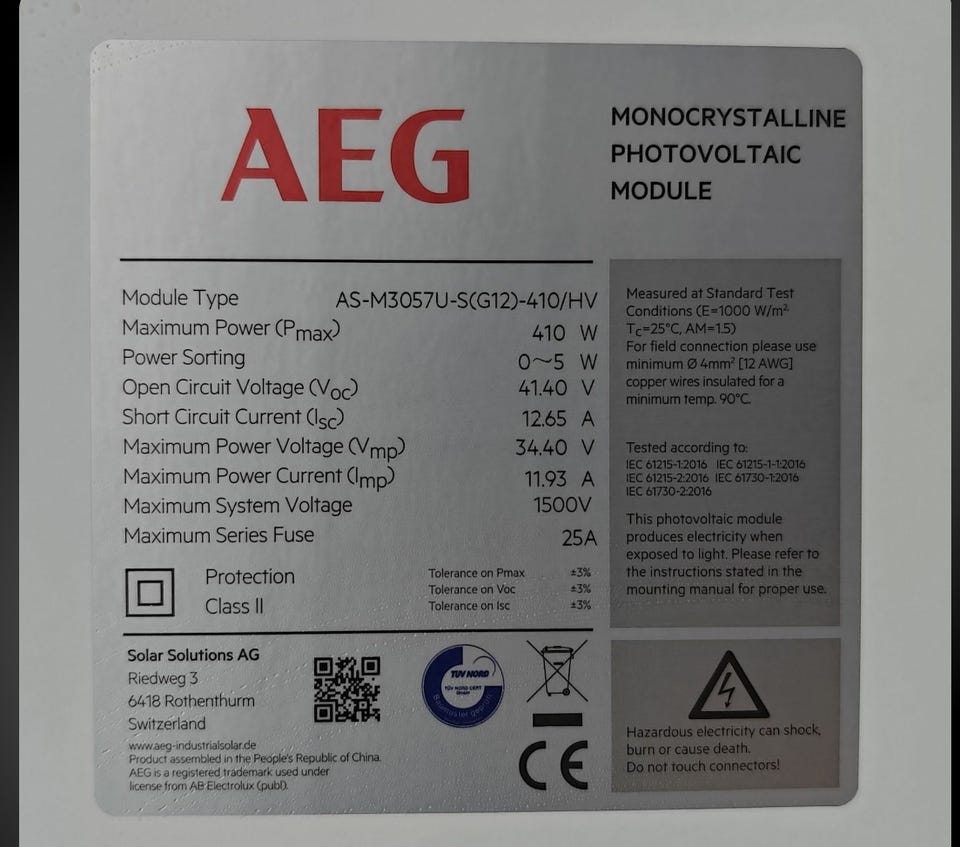 AEG
MONOCRYSTALLINE
PHOTOVOLTAIC
MODULE
Module Type AS-M3057U-S(G12)-410/HV
Maximum Power (Pmax) 410 W
Power Sorting 0~5 W
Open Circuit Voltage (Voc) 41.40 V
Short Circuit Current (Isc) 12.65 A
Maximum Power Voltage (Vmp) 34.40 V
Maximum Power Current (Imp) 11.93 A
Maximum System Voltage 1500V
Maximum Series Fuse 25A
Protection
Class II
Tolerance on Pmax ±3%
Tolerance on Voc ±3%
Tolerance on Isc ±3%
Measured at Standard Test
Conditions (E=1000 W/m²,
Tc=25°C, AM=1.5)
For field connection please use
minimum Ø 4mm² [12 AWG]
copper wires insulated for a
minimum temp. 90°C.
Tested according to:
IEC 61215-1:2016 IEC 61215-1-1:2016
IEC 61215-2:2016 IEC 61730-1:2016
IEC 61730-2:2016
This photovoltaic module
produces electricity when
exposed to light. Please refer to
the instructions stated in the
mounting manual for proper use.
Solar Solutions AG
Riedweg 3
6418 Rothenthurm
Switzerland
www.aeg-industrialsolar.de
Product assembled in the People's Republic of China.
AEG is a registered trademark used under
license from AB Electrolux (publ).
TÜV NORD
TÜV NORD CERT
GmbH
Baumuster geprüft
CE
Hazardous electricity can shock,
burn or cause death.
Do not touch connectors!